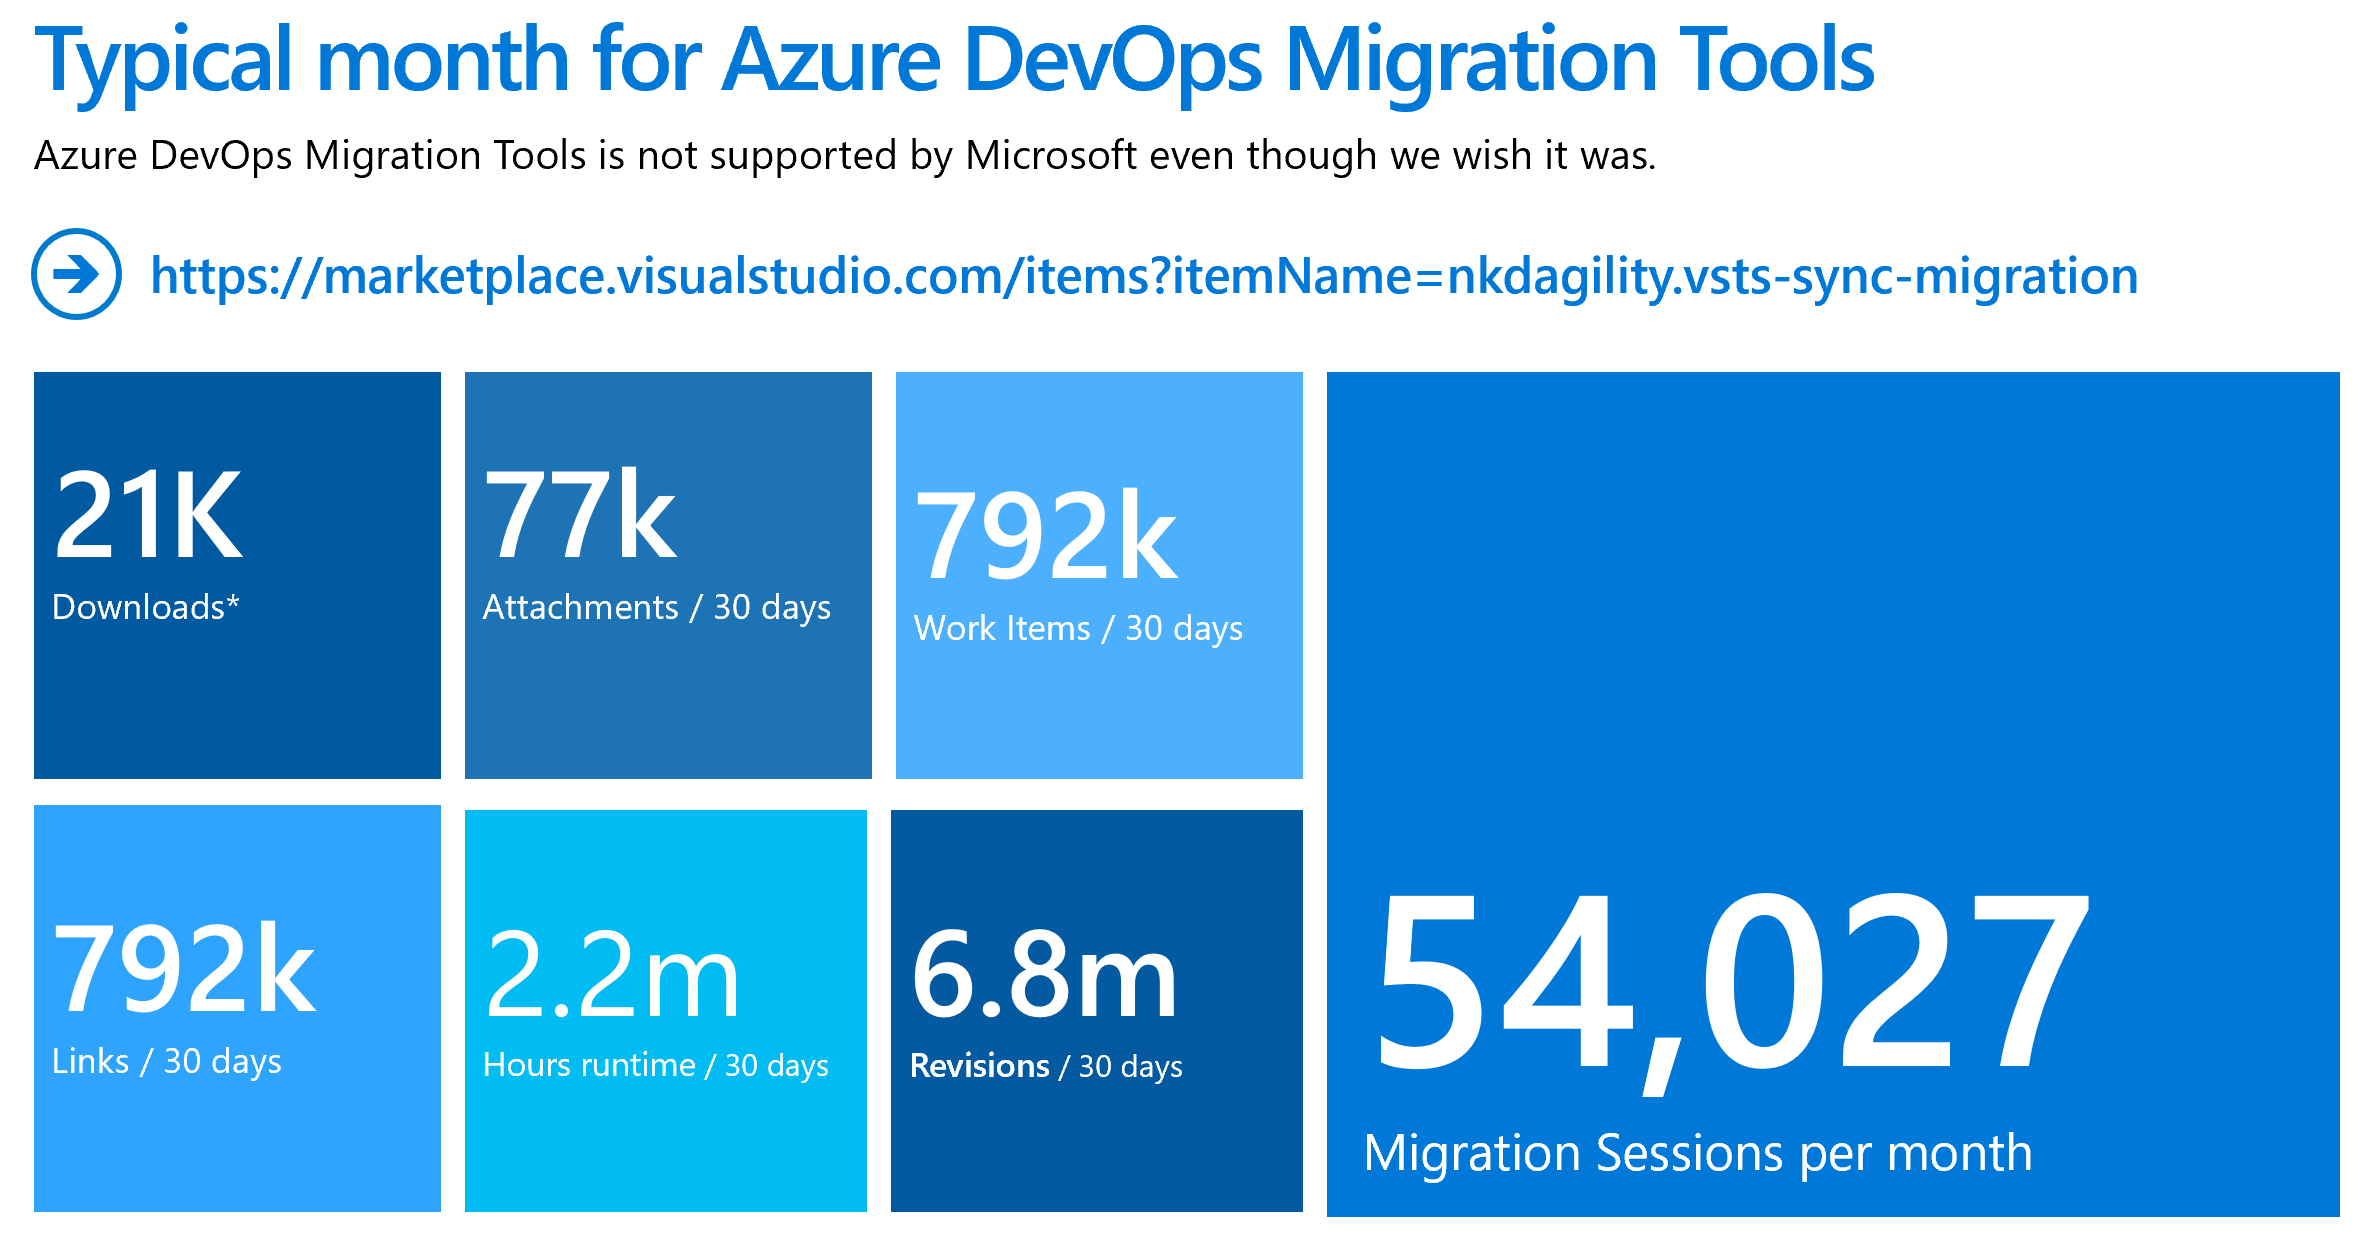 Typical month for Azure DevOps Migration Tools
Azure DevOps Migration Tools is not supported by Microsoft even though we wish it was.
https://marketplace.visualstudio.com/items?itemName=nkdagility.vsts-sync-migration
21K
Downloads*
77k
Attachments / 30 days
792k
Work Items / 30 days
792k
Links / 30 days
2.2m
Hours runtime / 30 days
6.8m
Revisions / 30 days
54,027
Migration Sessions per month